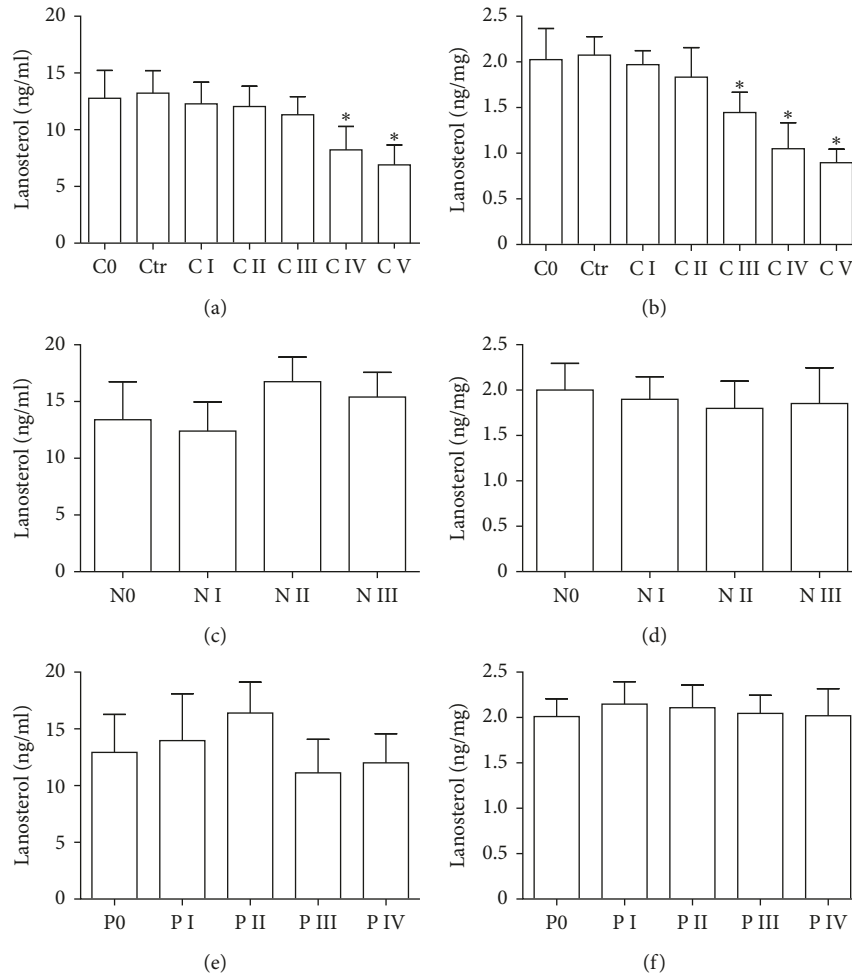 Lanosterol (ng/ml)
20
15
10
5
0
C0 Ctr C I C II C III C IV C V
* *
(a)
Lanosterol (ng/mg)
2.5
2.0
1.5
1.0
0.5
0
C0 Ctr C I C II C III C IV C V
* * *
(b)
Lanosterol (ng/ml)
20
15
10
5
0
N0 N I N II N III
(c)
Lanosterol (ng/mg)
2.5
2.0
1.5
1.0
0.5
0
N0 N I N II N III
(d)
Lanosterol (ng/ml)
20
15
10
5
0
P0 P I P II P III P IV
(e)
Lanosterol (ng/mg)
2.5
2.0
1.5
1.0
0.5
0
P0 P I P II P III P IV
(f)